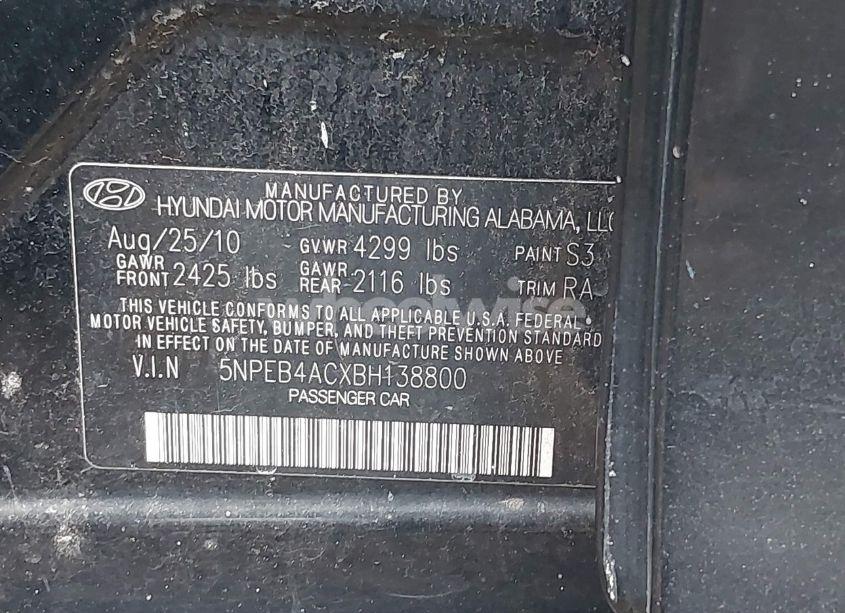 MANUFACTURED BY
HYUNDAI MOTOR MANUFACTURING ALABAMA, LLC
Aug/25/10 GVWR 4299 lbs PAINT S3
GAWR FRONT 2425 lbs GAWR REAR 2116 lbs TRIM RA
THIS VEHICLE CONFORMS TO ALL APPLICABLE U.S.A. FEDERAL
MOTOR VEHICLE SAFETY, BUMPER, AND THEFT PREVENTION STANDARD
IN EFFECT ON THE DATE OF MANUFACTURE SHOWN ABOVE
V.I.N 5NPEB4ACXBH138800
PASSENGER CAR
wheelwise